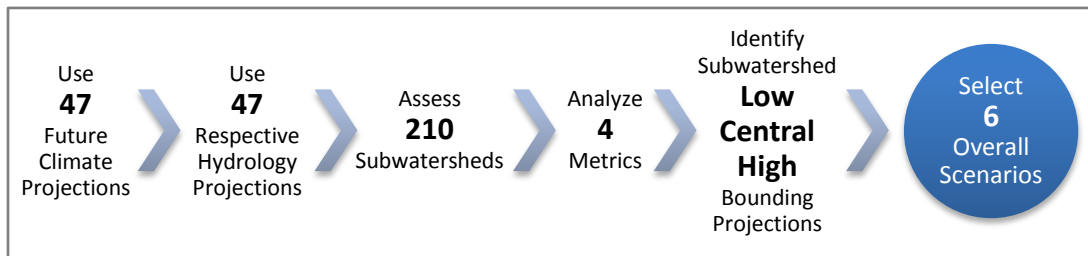 Use
47
Future
Climate
Projections
Use
47
Respective
Hydrology
Projections
Assess
210
Subwatersheds
Analyze
4
Metrics
Identify
Subwatershed
Low
Central
High
Bounding
Projections
Select
6
Overall
Scenarios